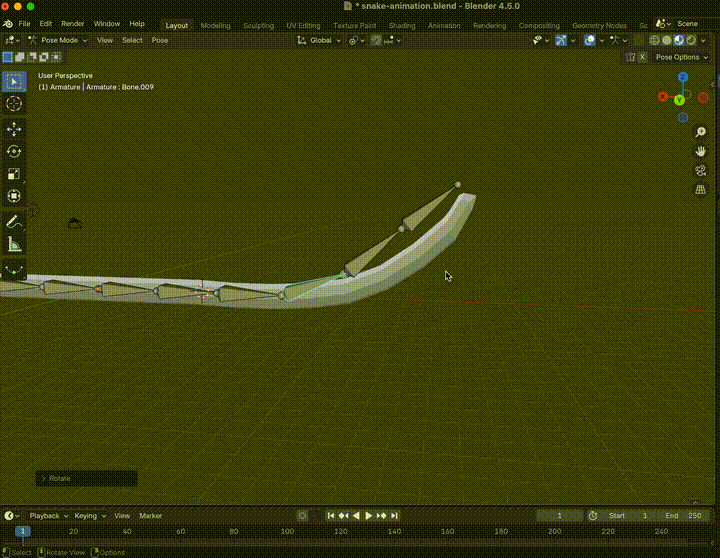 * snake-animation.blend - Blender 4.5.0
File Edit Render Window Help Layout Modeling Sculpting UV Editing Texture Paint Shading Animation Rendering Compositing Geometry Nodes Sc Scene
Pose Mode View Select Pose Global
X Pose Options
User Perspective
(1) Armature | Armature : Bone.009
Z
X
Y
> Rotate
Playback Keying View Marker 1 Start 1 End 250
1 20 40 60 80 100 120 140 160 180 200 220 240
Select Rotate View Options